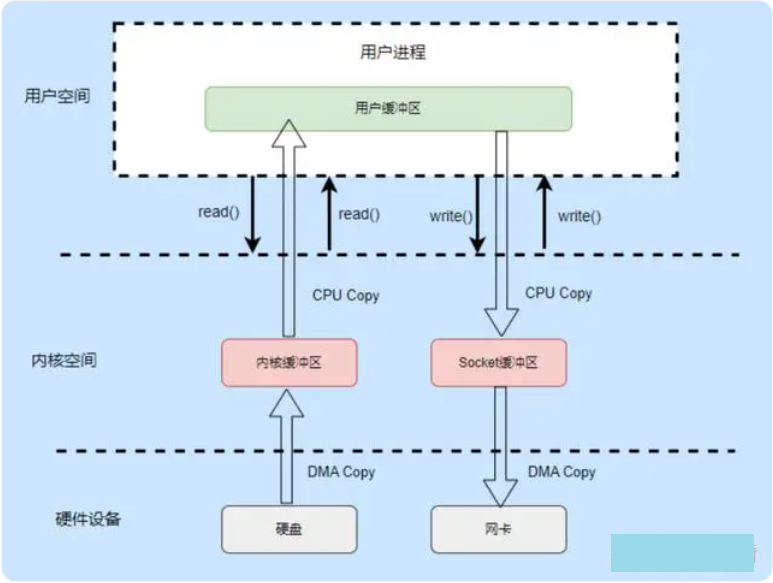 用户进程
用户空间
用户缓冲区
read()
read()
write()
write()
CPU Copy
CPU Copy
内核空间
内核缓冲区
Socket缓冲区
DMA Copy
DMA Copy
硬件设备
硬盘
网卡